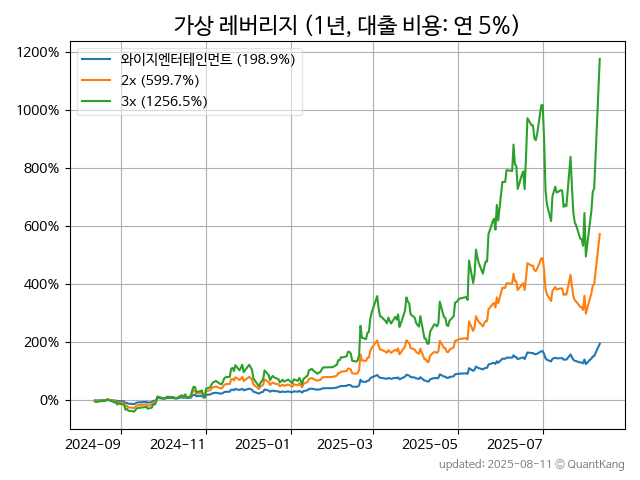 가상 레버리지 (1년, 대출 비용: 연 5%)
1200%
1000%
800%
600%
400%
200%
0%
와이지엔터테인먼트 (198.9%)
2x (599.7%)
3x (1256.5%)
2024-09
2024-11
2025-01
2025-03
2025-05
2025-07
updated: 2025-08-11 © QuantKang